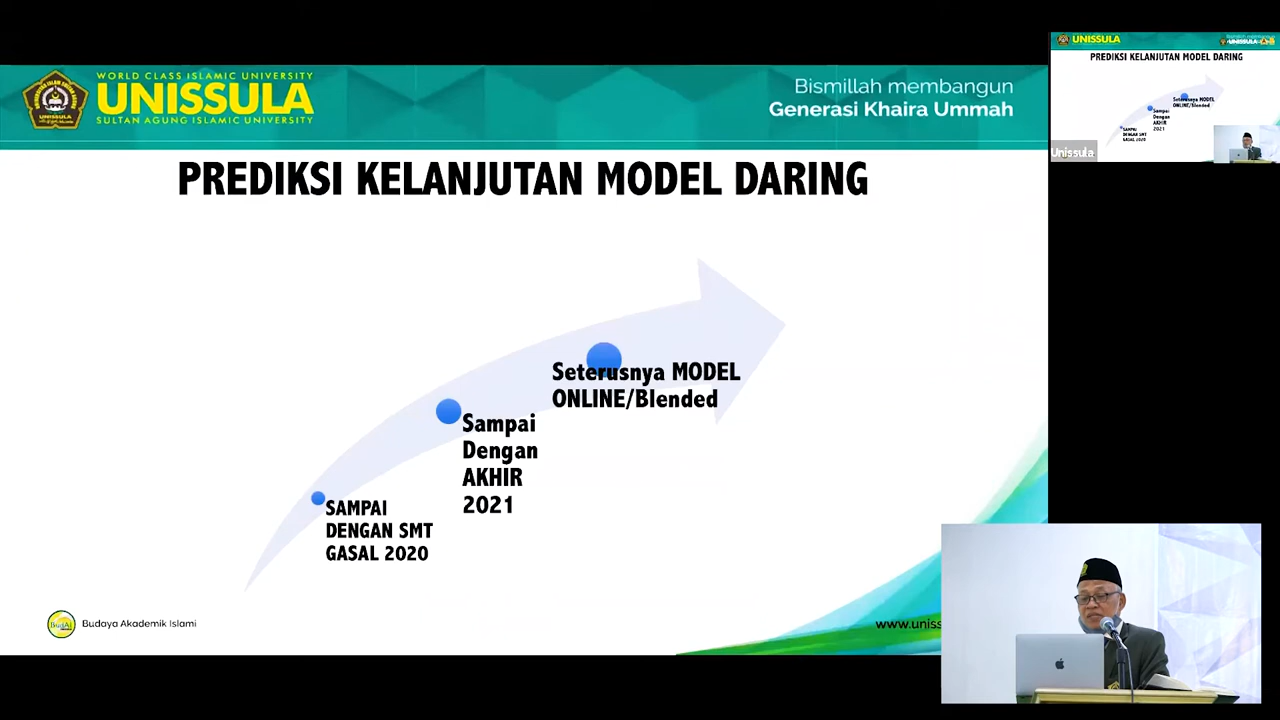 WORLD CLASS ISLAMIC UNIVERSITY
UNISSULA
SULTAN AGUNG ISLAMIC UNIVERSITY
Bismillah membangun
Generasi Khaira Ummah
PREDIKSI KELANJUTAN MODEL DARING
Seterusnya MODEL
ONLINE/Blended
Sampai
Dengan
AKHIR
2021
SAMPAI
DENGAN SMT
GASAL 2020
Budaya Akademik Islami
www.uniss
UNISSULA
PREDIKSI KELANJUTAN MODEL DARING
Seterusnya MODEL
ONLINE/Blended
Sampai
Dengan
AKHIR
2021
SAMPAI
DENGAN SMT
GASAL 2020
Unissula